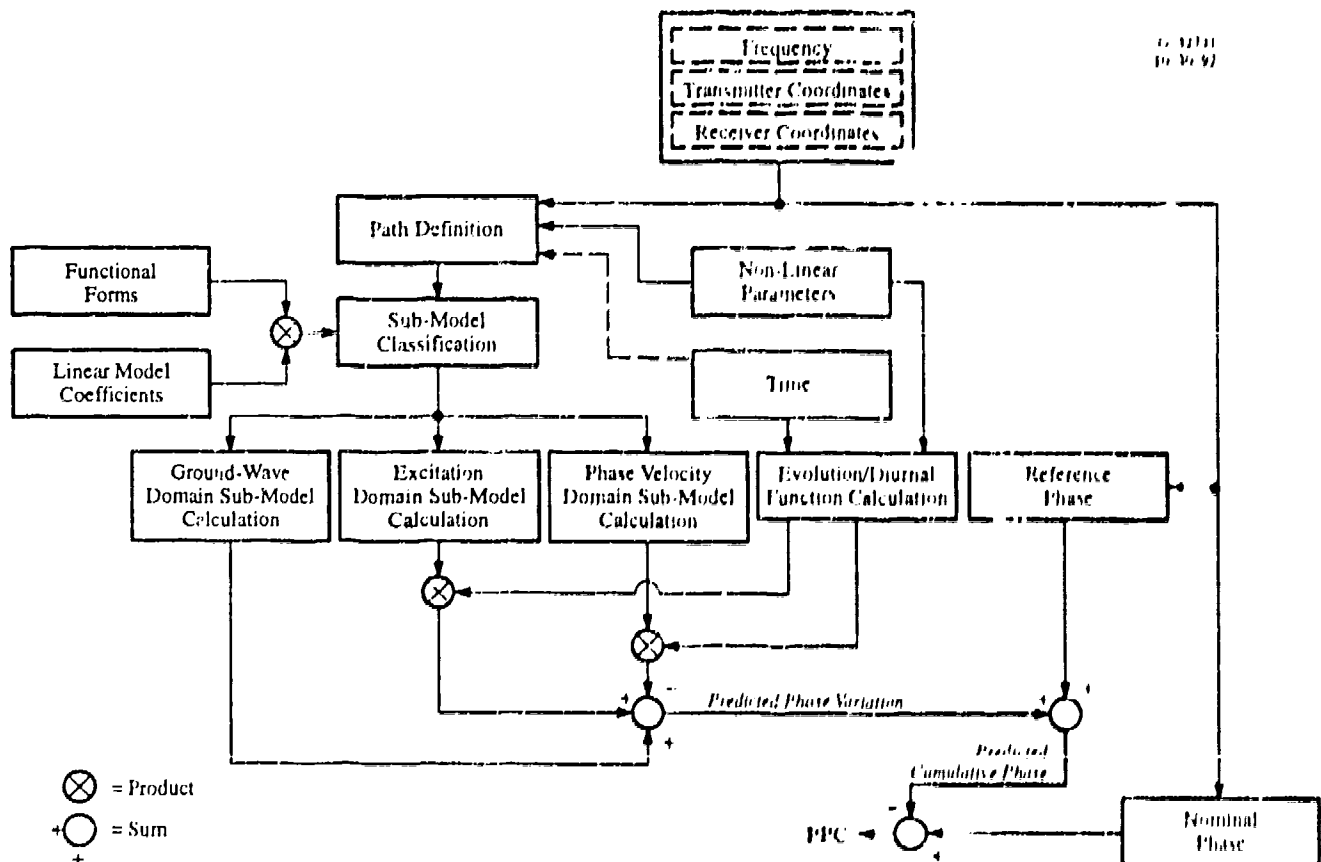 Frequency
Transmitter Coordinates
Receiver Coordinates
Path Definition
Functional
Forms
Non-Linear
Parameters
Sub-Model
Classification
Linear Model
Coefficients
Time
Ground-Wave
Domain Sub-Model
Calculation
Excitation
Domain Sub-Model
Calculation
Phase Velocity
Domain Sub-Model
Calculation
Evolution/Diurnal
Function Calculation
Reference
Phase
+
-
+
Predicted Phase Variation
+
+
Predicted
Cumulative Phase
= Product
+
= Sum
+
PPC
-
+
Nominal
Phase